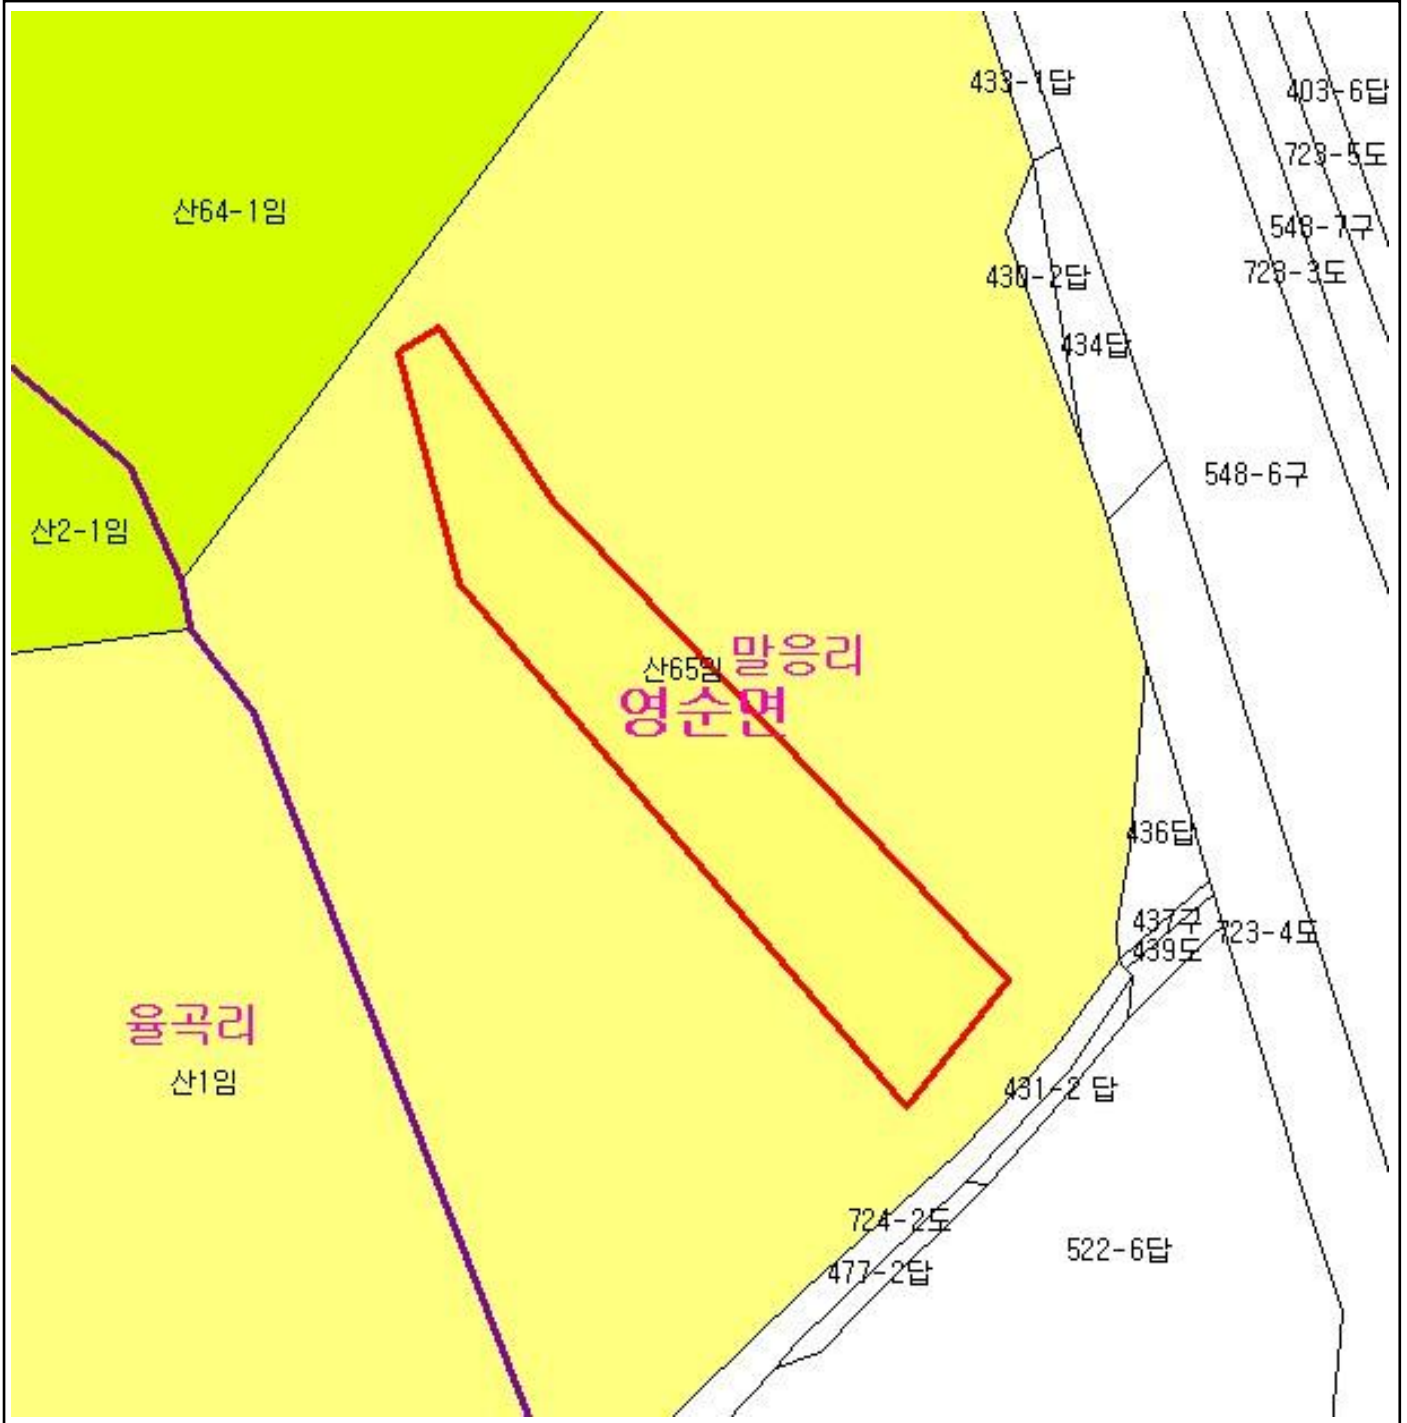 433-1답
403-6답
723-5도
산64-1임
548-7구
723-3도
430-2답
434답
548-6구
산2-1임
말응리
산65임
영순면
436답
437구
723-4도
439도
율곡리
산1임
431-2 답
724-2도
522-6답
477-2답